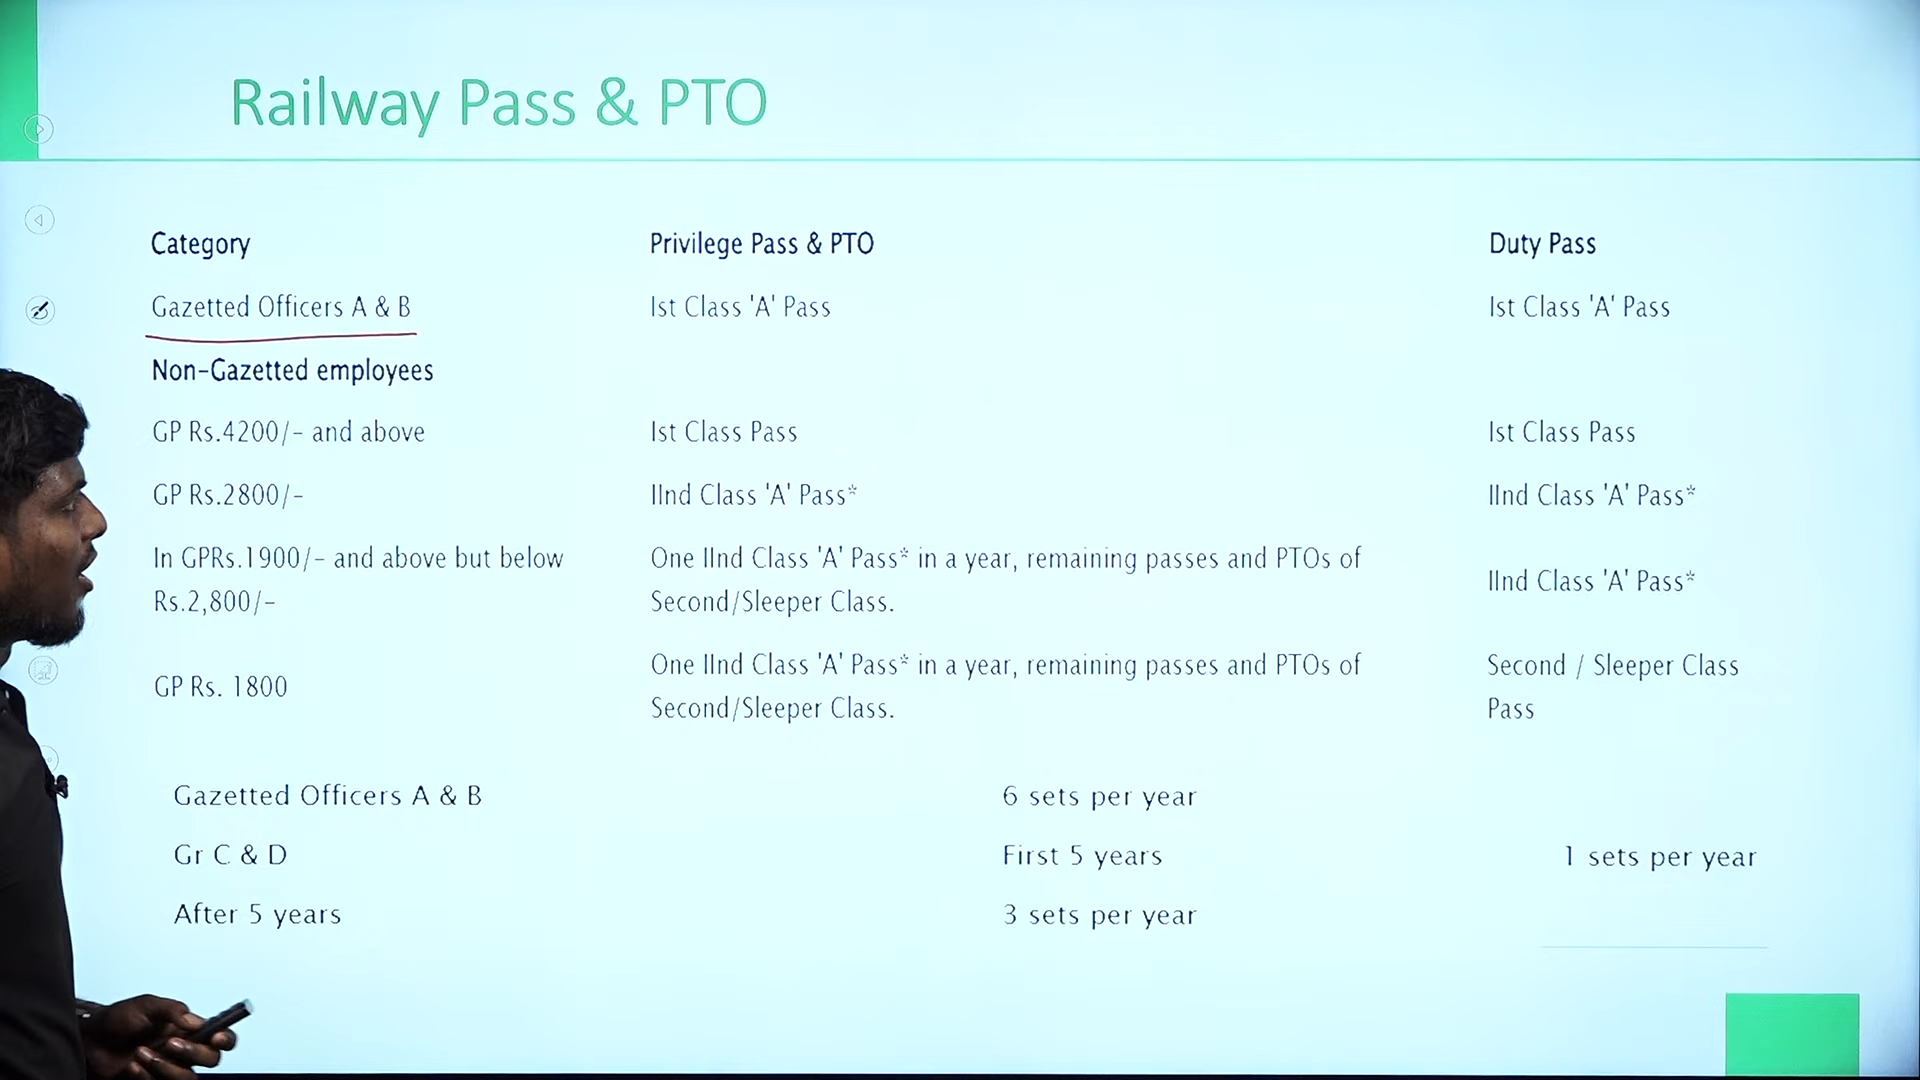 Railway Pass & PTO
Category Privilege Pass & PTO Duty Pass
Gazetted Officers A & B Ist Class 'A' Pass Ist Class 'A' Pass
Non-Gazetted employees
GP Rs.4200/- and above Ist Class Pass Ist Class Pass
GP Rs.2800/- IInd Class 'A' Pass* IInd Class 'A' Pass*
In GPRs.1900/- and above but below
Rs.2,800/-
One IInd Class 'A' Pass* in a year, remaining passes and PTOs of
Second/Sleeper Class.
IInd Class 'A' Pass*
GP Rs. 1800
One IInd Class 'A' Pass* in a year, remaining passes and PTOs of
Second/Sleeper Class.
Second / Sleeper Class
Pass
Gazetted Officers A & B 6 sets per year
Gr C & D First 5 years 1 sets per year
After 5 years 3 sets per year